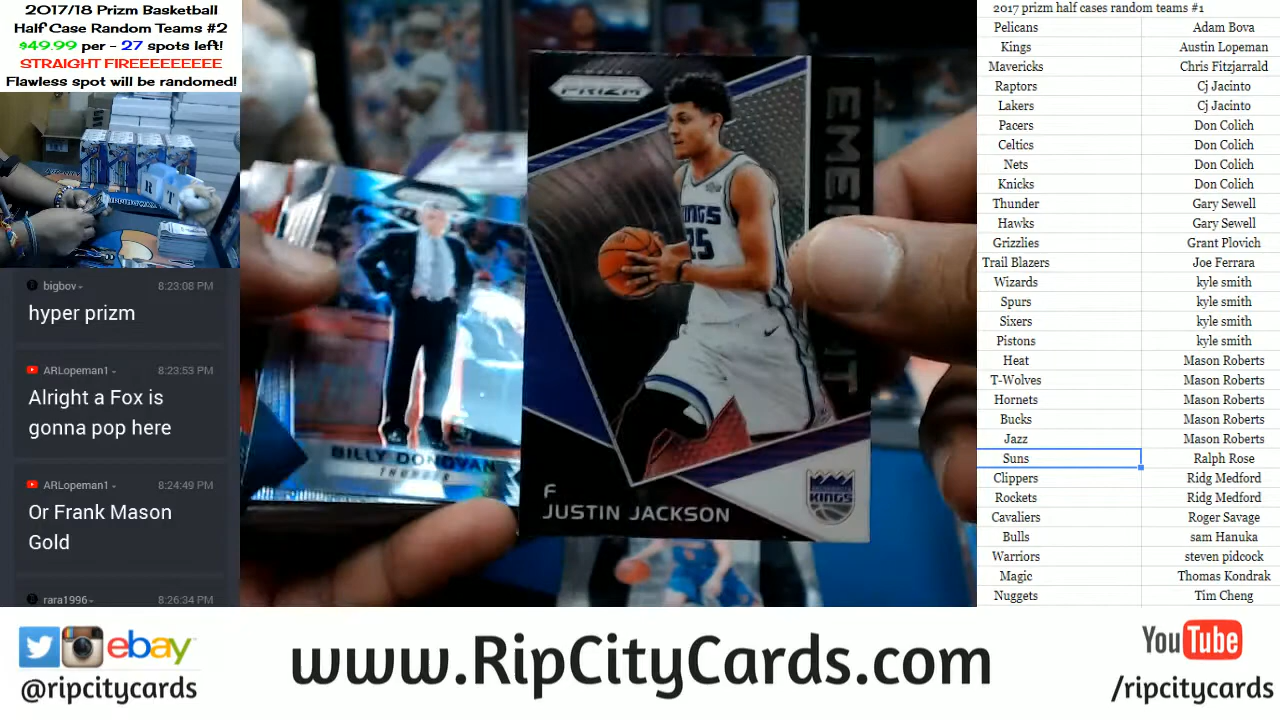 2017/18 Prizm Basketball
Half Case Random Teams #2
$49.99 per - 27 spots left!
STRAIGHT FIREEEEEEEEE
Flawless spot will be randomed!
bigbov
8:23:08 PM
hyper prizm
ARLopeman1
8:23:53 PM
Alright a Fox is
gonna pop here
ARLopeman1
8:24:49 PM
Or Frank Mason
Gold
rara1996
8:26:34 PM
PRIZM
KINGS
25
F
JUSTIN JACKSON
KINGS
BILLY DONOVAN
THUNDER
2017 prizm half cases random teams #1
Pelicans Adam Bova
Kings Austin Lopeman
Mavericks Chris Fitzjarrald
Raptors Cj Jacinto
Lakers Cj Jacinto
Pacers Don Colich
Celtics Don Colich
Nets Don Colich
Knicks Don Colich
Thunder Gary Sewell
Hawks Gary Sewell
Grizzlies Grant Plovich
Trail Blazers Joe Ferrara
Wizards kyle smith
Spurs kyle smith
Sixers kyle smith
Pistons kyle smith
Heat Mason Roberts
T-Wolves Mason Roberts
Hornets Mason Roberts
Bucks Mason Roberts
Jazz Mason Roberts
Suns Ralph Rose
Clippers Ridg Medford
Rockets Ridg Medford
Cavaliers Roger Savage
Bulls sam Hanuka
Warriors steven pidcock
Magic Thomas Kondrak
Nuggets Tim Cheng
ebay
@ripcitycards
www.RipCityCards.com
YouTube
/ripcitycards